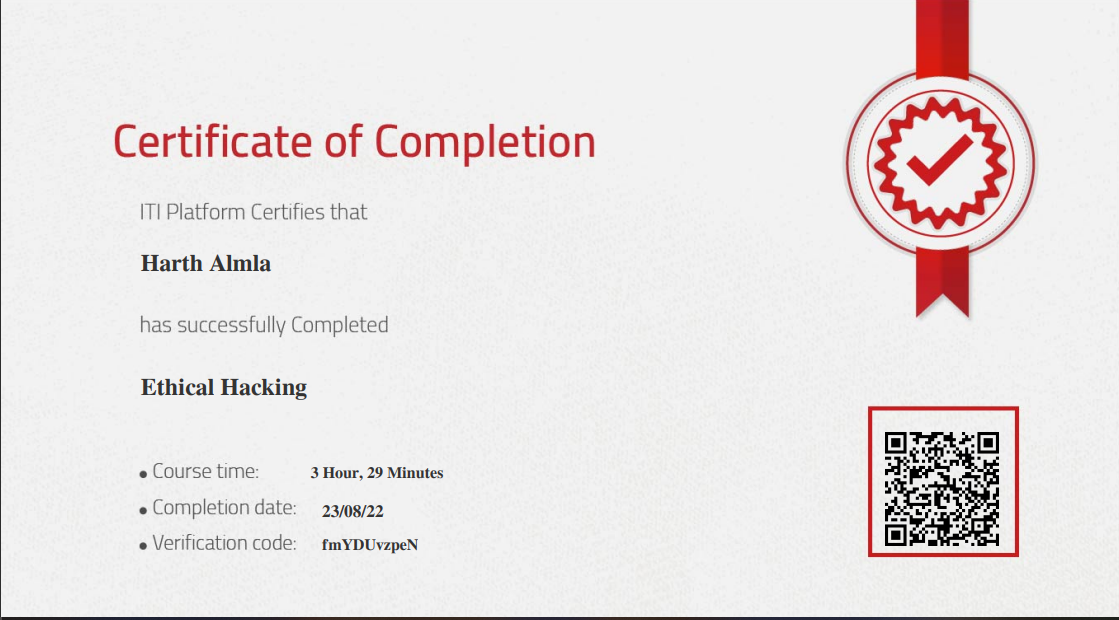 Certificate of Completion
ITI Platform Certifies that
Harth Almla
has successfully Completed
Ethical Hacking
Course time: 3 Hour, 29 Minutes
Completion date: 23/08/22
Verification code: fmYDUvzpeN